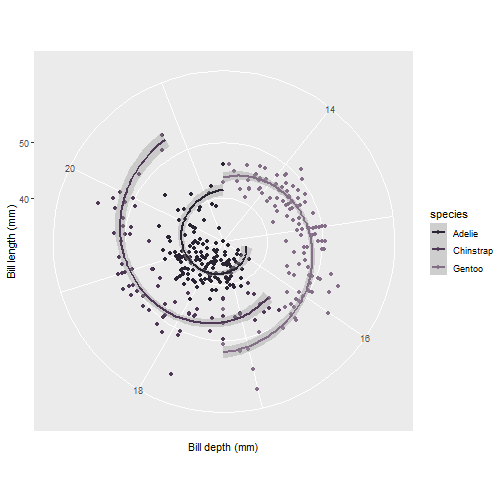 14
50
20
40
species
Adelie
Chinstrap
Gentoo
Bill length (mm)
16
18
Bill depth (mm)